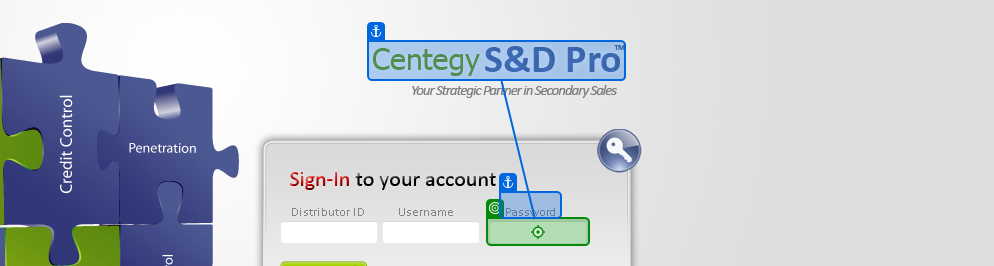 Centegy S&D Pro™
Your Strategic Partner in Secondary Sales
Credit Control
Penetration
Sign-In to your account
Distributor ID Username Password